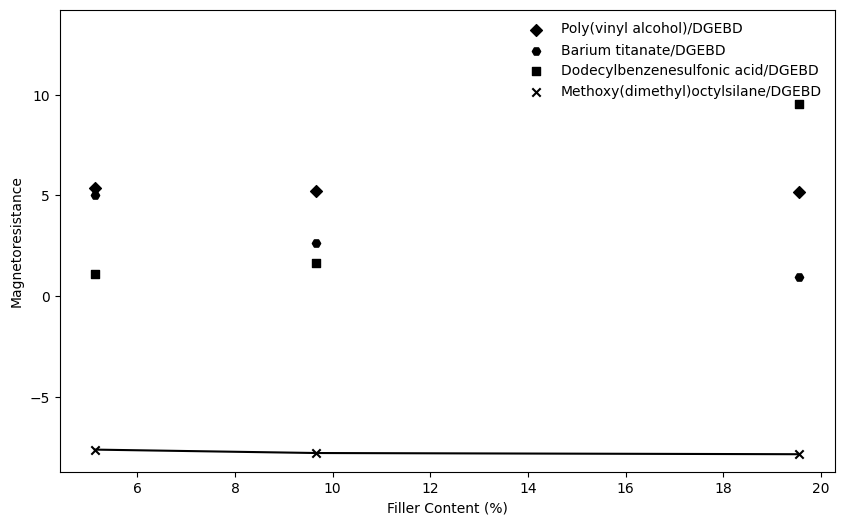 Poly(vinyl alcohol)/DGEBD
Barium titanate/DGEBD
Dodecylbenzenesulfonic acid/DGEBD
Methoxy(dimethyl)octylsilane/DGEBD
10
5
0
−5
Magnetoresistance
6 8 10 12 14 16 18 20
Filler Content (%)